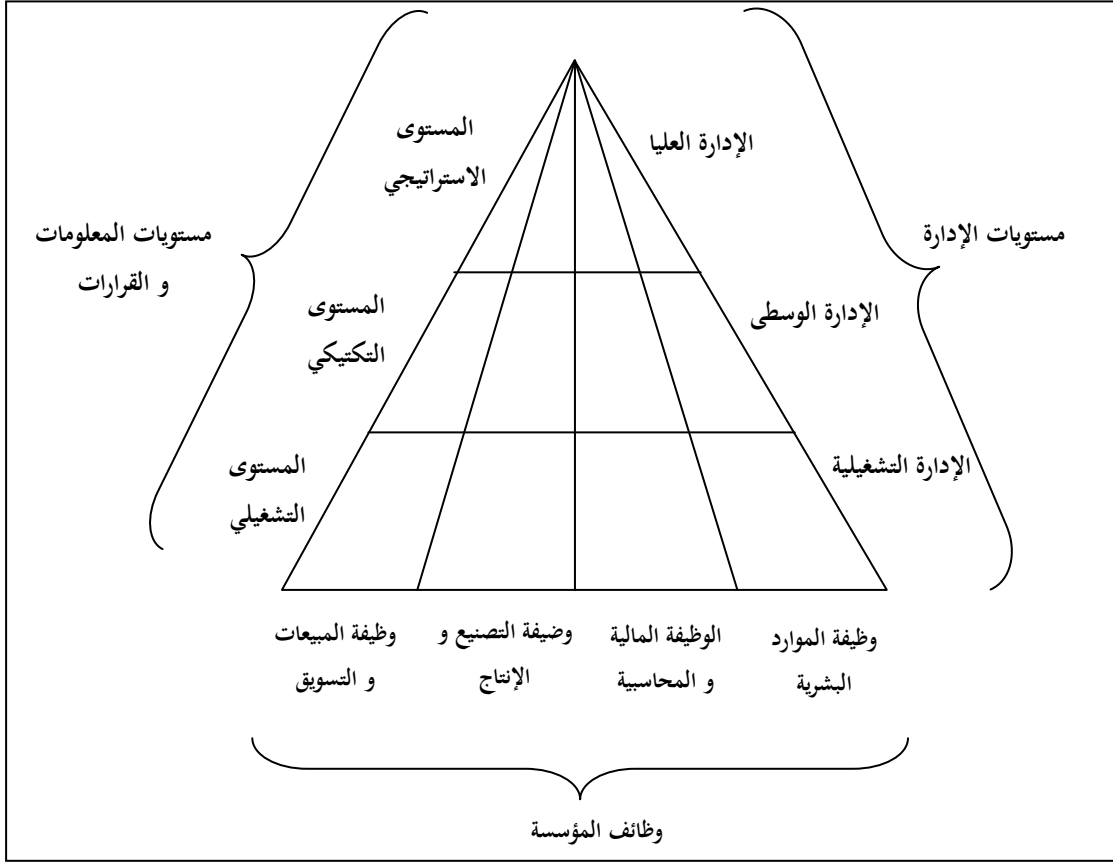 المستوى
الاستراتيجي
الإدارة العليا
مستويات المعلومات
و القرارات
مستويات الإدارة
المستوى
التكتيكي
الإدارة الوسطى
المستوى
التشغيلي
الإدارة التشغيلية
وظيفة الموارد
البشرية
الوظيفة المالية
و المحاسبية
وضيفة التصنيع و
الإنتاج
وظيفة المبيعات
و التسويق
وظائف المؤسسة